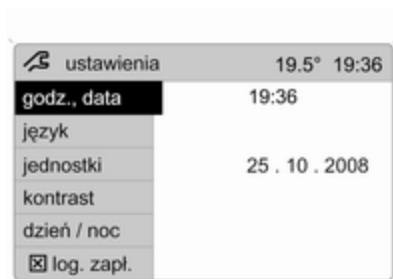 ustawienia 19.5° 19:36
godz., data 19:36
język
jednostki 25 . 10 . 2008
kontrast
dzień / noc
log. zapł.